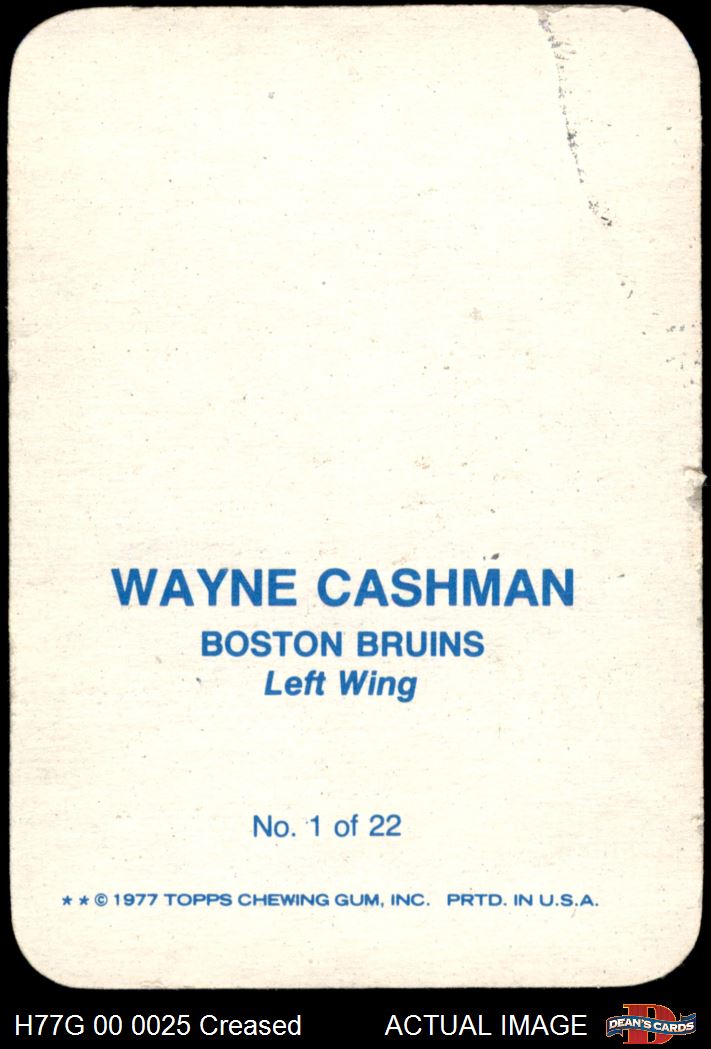 WAYNE CASHMAN
BOSTON BRUINS
Left Wing
No. 1 of 22
★ ★ © 1977 TOPPS CHEWING GUM, INC. PRTD. IN U.S.A.
H77G 00 0025 Creased ACTUAL IMAGE DEAN'S CARDS